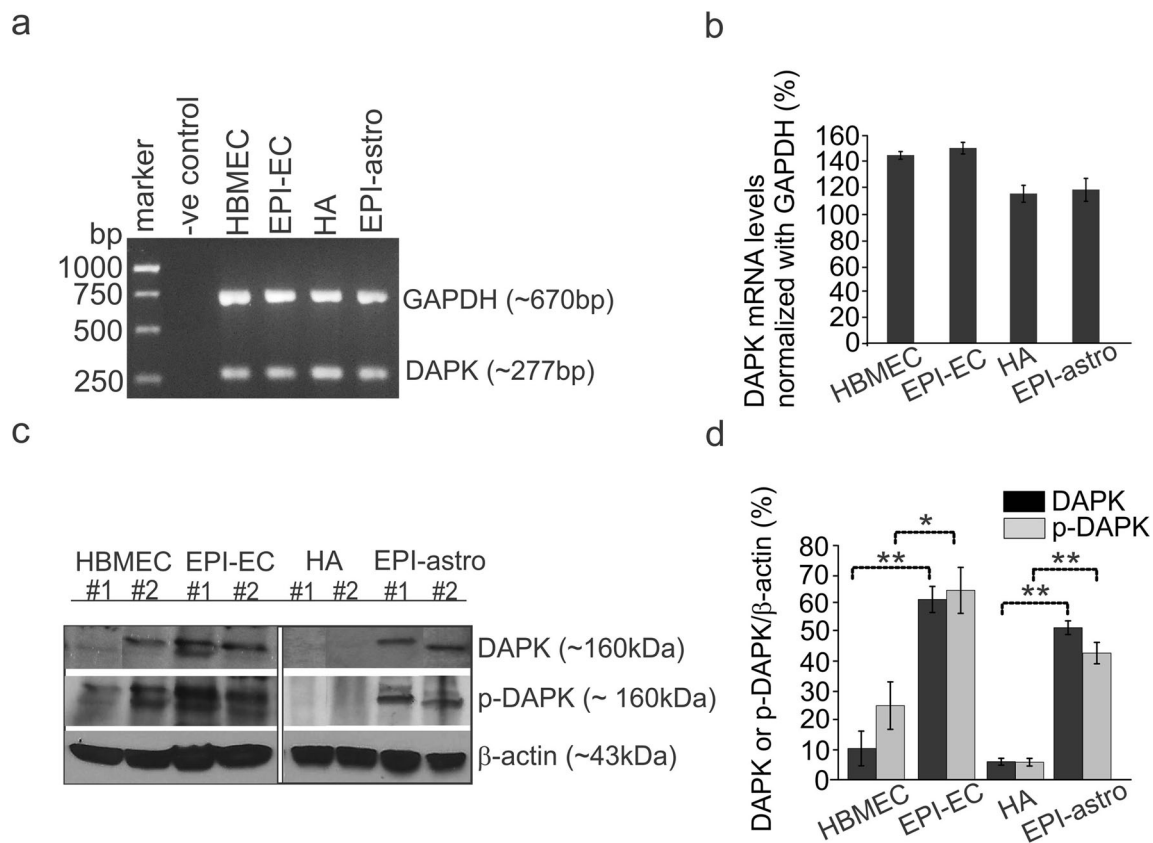 a
marker
-ve control
HBMEC
EPI-EC
HA
EPI-astro
bp
1000
750
500
250
GAPDH (~670bp)
DAPK (~277bp)
b
DAPK mRNA levels
normalized with GAPDH (%)
160
140
120
100
80
60
40
20
0
HBMEC
EPI-EC
HA
EPI-astro
c
HBMEC EPI-EC HA EPI-astro
#1 #2 #1 #2 #1 #2 #1 #2
DAPK (~160kDa)
p-DAPK (~ 160kDa)
β-actin (~43kDa)
d
DAPK or p-DAPK/β-actin (%)
DAPK
p-DAPK
*
**
**
**
80
70
60
50
40
30
20
10
0
HBMEC
EPI-EC
HA
EPI-astro